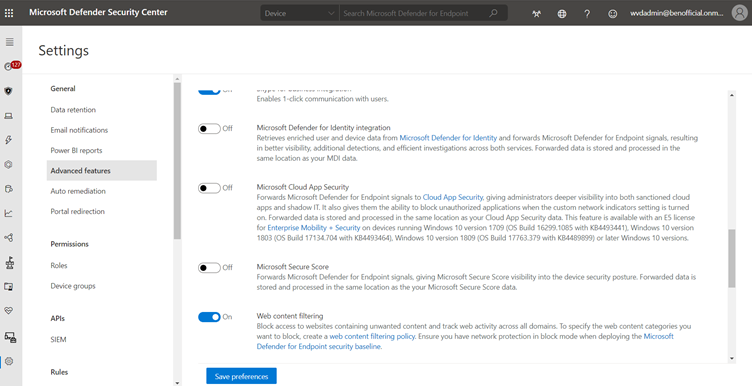 Microsoft Defender Security Center
Device
Search Microsoft Defender for Endpoint
?
wvdadmin@benofficial.onm...
127
Settings
General
Data retention
Email notifications
Power BI reports
Advanced features
Auto remediation
Portal redirection
Permissions
Roles
Device groups
APIs
SIEM
Rules
On
Skype for business integration
Enables 1-click communication with users.
Off
Microsoft Defender for Identity integration
Retrieves enriched user and device data from Microsoft Defender for Identity and forwards Microsoft Defender for Endpoint signals, resulting
in better visibility, additional detections, and efficient investigations across both services. Forwarded data is stored and processed in the
same location as your MDI data.
Off
Microsoft Cloud App Security
Forwards Microsoft Defender for Endpoint signals to Cloud App Security, giving administrators deeper visibility into both sanctioned cloud
apps and shadow IT. It also gives them the ability to block unauthorized applications when the custom network indicators setting is turned
on. Forwarded data is stored and processed in the same location as your Cloud App Security data. This feature is available with an E5 license
for Enterprise Mobility + Security on devices running Windows 10 version 1709 (OS Build 16299.1085 with KB4493441), Windows 10 version
1803 (OS Build 17134.704 with KB4493464), Windows 10 version 1809 (OS Build 17763.379 with KB4489899) or later Windows 10 versions.
Off
Microsoft Secure Score
Forwards Microsoft Defender for Endpoint signals, giving Microsoft Secure Score visibility into the device security posture. Forwarded data is
stored and processed in the same location as the your Microsoft Secure Score data.
On
Web content filtering
Block access to websites containing unwanted content and track web activity across all domains. To specify the web content categories you
want to block, create a web content filtering policy. Ensure you have network protection in block mode when deploying the Microsoft
Defender for Endpoint security baseline.
Save preferences